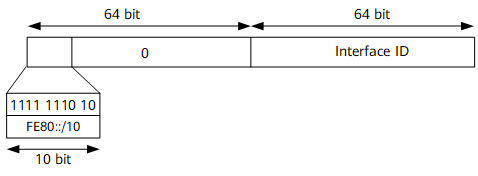 64 bit 64 bit
0 Interface ID
1111 1110 10
FE80::/10
10 bit